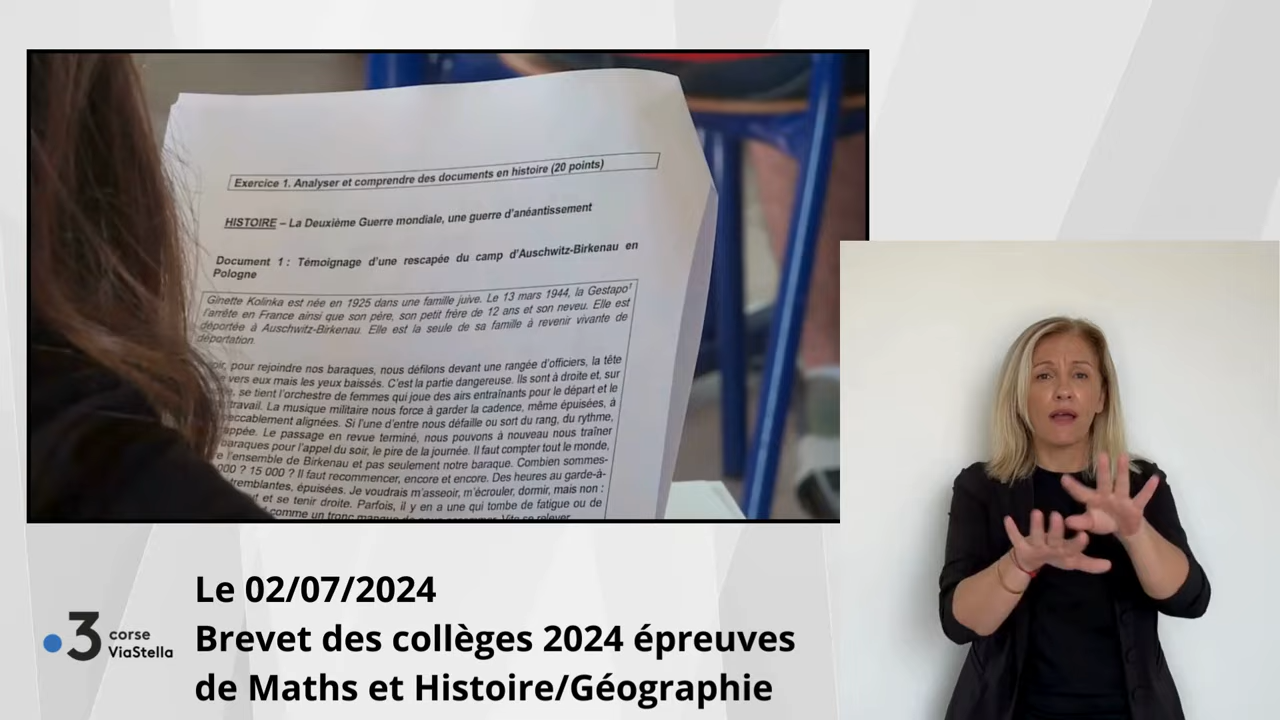 Exercice 1. Analyser et comprendre des documents en histoire (20 points)
HISTOIRE – La Deuxième Guerre mondiale, une guerre d'anéantissement
Document 1 : Témoignage d'une rescapée du camp d'Auschwitz-Birkenau en
Pologne
Ginette Kolinka est née en 1925 dans une famille juive. Le 13 mars 1944, la Gestapo¹
l'arrête en France ainsi que son père, son petit frère de 12 ans et son neveu. Elle est
déportée à Auschwitz-Birkenau. Elle est la seule de sa famille à revenir vivante de
déportation.
pour rejoindre nos baraques, nous défilons devant une rangée d'officiers, la tête
vers eux mais les yeux baissés. C'est la partie dangereuse. Ils sont à droite et, sur
se tient l'orchestre de femmes qui joue des airs entraînants pour le départ et le
travail. La musique militaire nous force à garder la cadence, même épuisées, à
alignées. Si l'une d'entre nous défaille ou sort du rang, du rythme,
Le passage en revue terminé, nous pouvons à nouveau nous traîner
baraques pour l'appel du soir, le pire de la journée. Il faut compter tout le monde,
l'ensemble de Birkenau et pas seulement notre baraque. Combien sommes-
000 ? 15 000 ? Il faut recommencer, encore et encore. Des heures au garde-à-
tremblantes, épuisées. Je voudrais m'asseoir, m'écrouler, dormir, mais non :
et se tenir droite. Parfois, il y en a une qui tombe de fatigue ou de
comme un tronc
Le 02/07/2024
Brevet des collèges 2024 épreuves
de Maths et Histoire/Géographie
3 corse
ViaStella